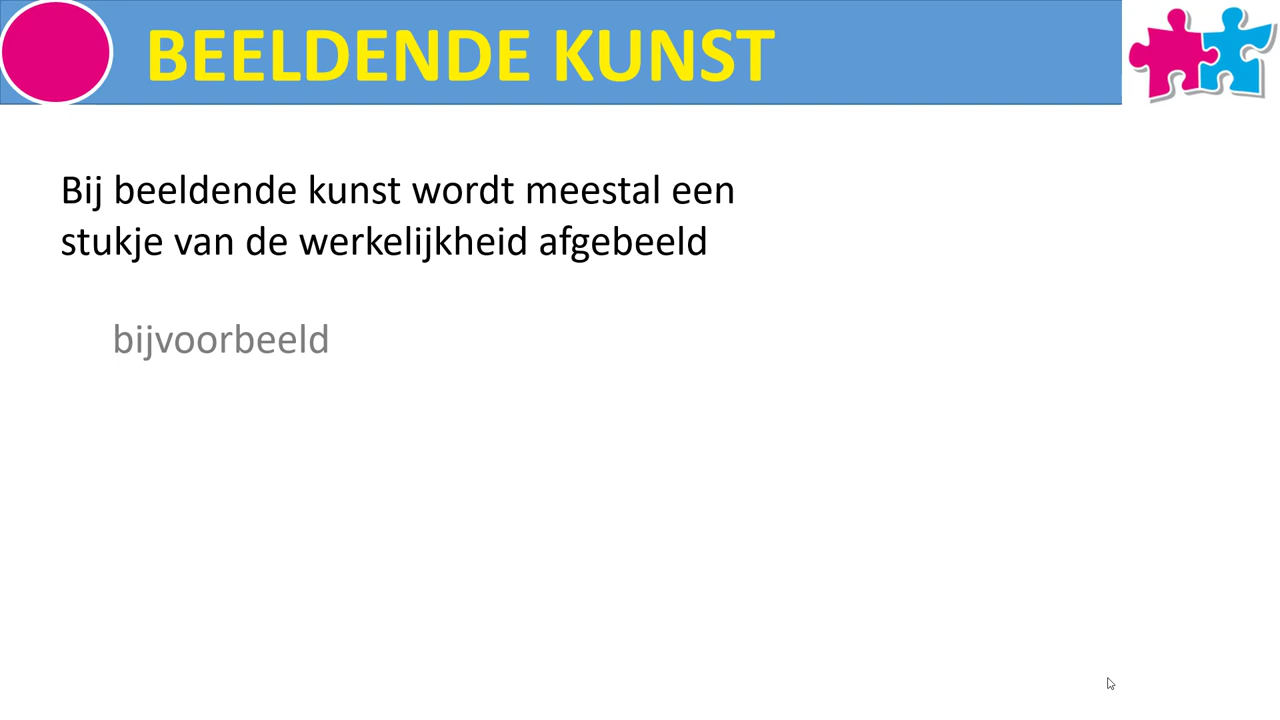 BEELDENDE KUNST
Bij beeldende kunst wordt meestal een
stukje van de werkelijkheid afgebeeld
bijvoorbeeld